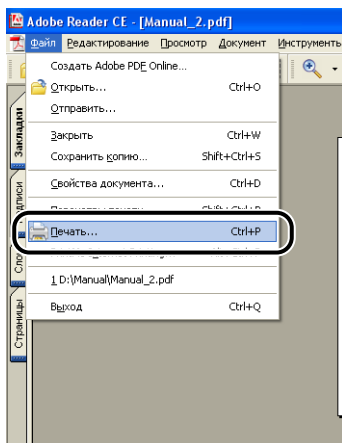 Adobe Reader CE - [Manual_2.pdf]
Файл Редактирование Просмотр Документ Инструменты
Создать Adobe PDF Online...
Открыть... Ctrl+O
Отправить...
Закрыть Ctrl+W
Сохранить копию... Shift+Ctrl+S
Свойства документа... Ctrl+D
Печать... Ctrl+P
1 D:\Manual\Manual_2.pdf
Выход Ctrl+Q
Закладки
Страницы